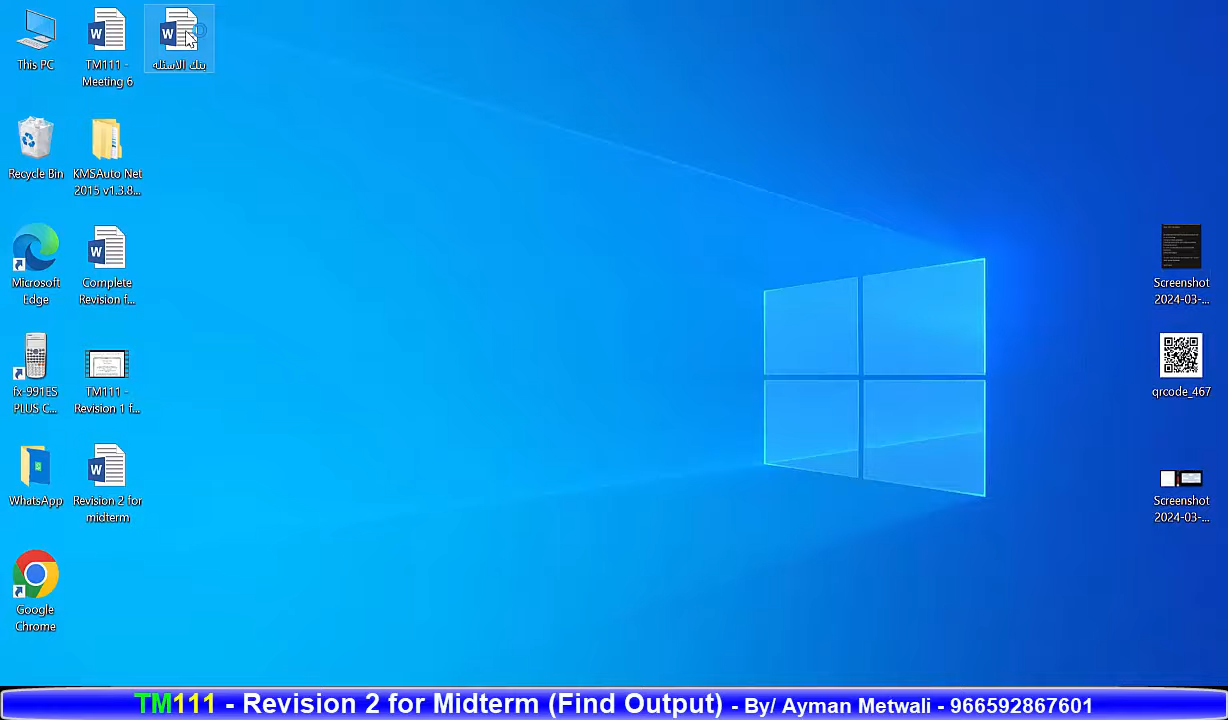 This PC
TM111 -
Meeting 6
بنك الاسئله
Recycle Bin
KMSAuto Net
2015 v1.3.8...
Microsoft
Edge
Complete
Revision f...
fx-991ES
PLUS C...
TM111 -
Revision 1 f...
WhatsApp
Revision 2 for
midterm
Google
Chrome
Screenshot
2024-03-...
qrcode_467
Screenshot
2024-03-...
TM111 - Revision 2 for Midterm (Find Output) - By/ Ayman Metwali - 966592867601